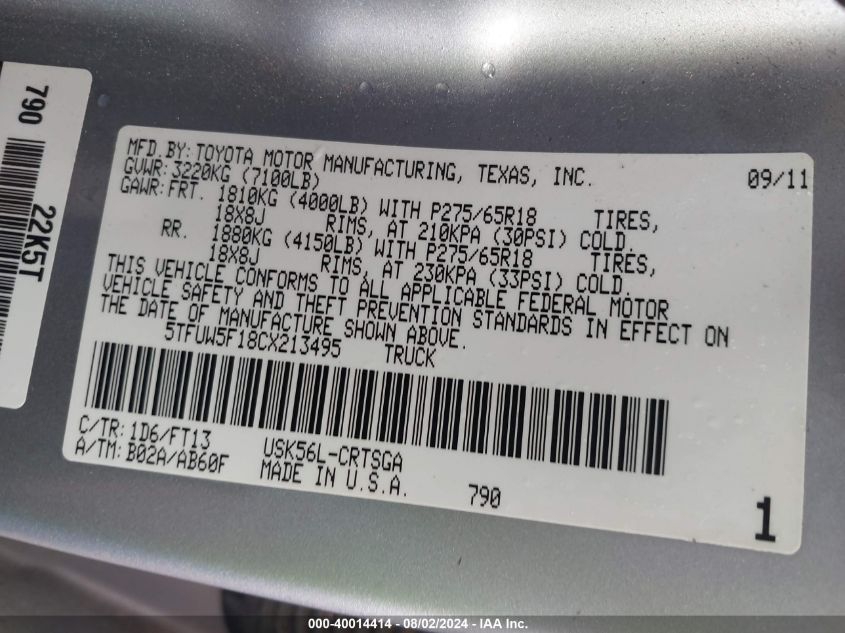 790
22K5T
MFD.BY: TOYOTA MOTOR MANUFACTURING, TEXAS, INC. 09/11
GVWR: 3220KG (7100LB)
GAWR: FRT. 1810KG (4000LB) WITH P275/65R18 TIRES,
18X8J RIMS, AT 210KPA (30PSI) COLD.
RR. 1880KG (4150LB) WITH P275/65R18 TIRES,
18X8J RIMS, AT 230KPA (33PSI) COLD.
THIS VEHICLE CONFORMS TO ALL APPLICABLE FEDERAL MOTOR
VEHICLE SAFETY AND THEFT PREVENTION STANDARDS IN EFFECT ON
THE DATE OF MANUFACTURE SHOWN ABOVE.
5TFUW5F18CX213495 TRUCK
C/TR: 1D6/FT13 USK56L-CRTSGA
A/TM: B02A/AB60F MADE IN U.S.A. 790
1
000-40014414 - 08/02/2024 - IAA Inc.